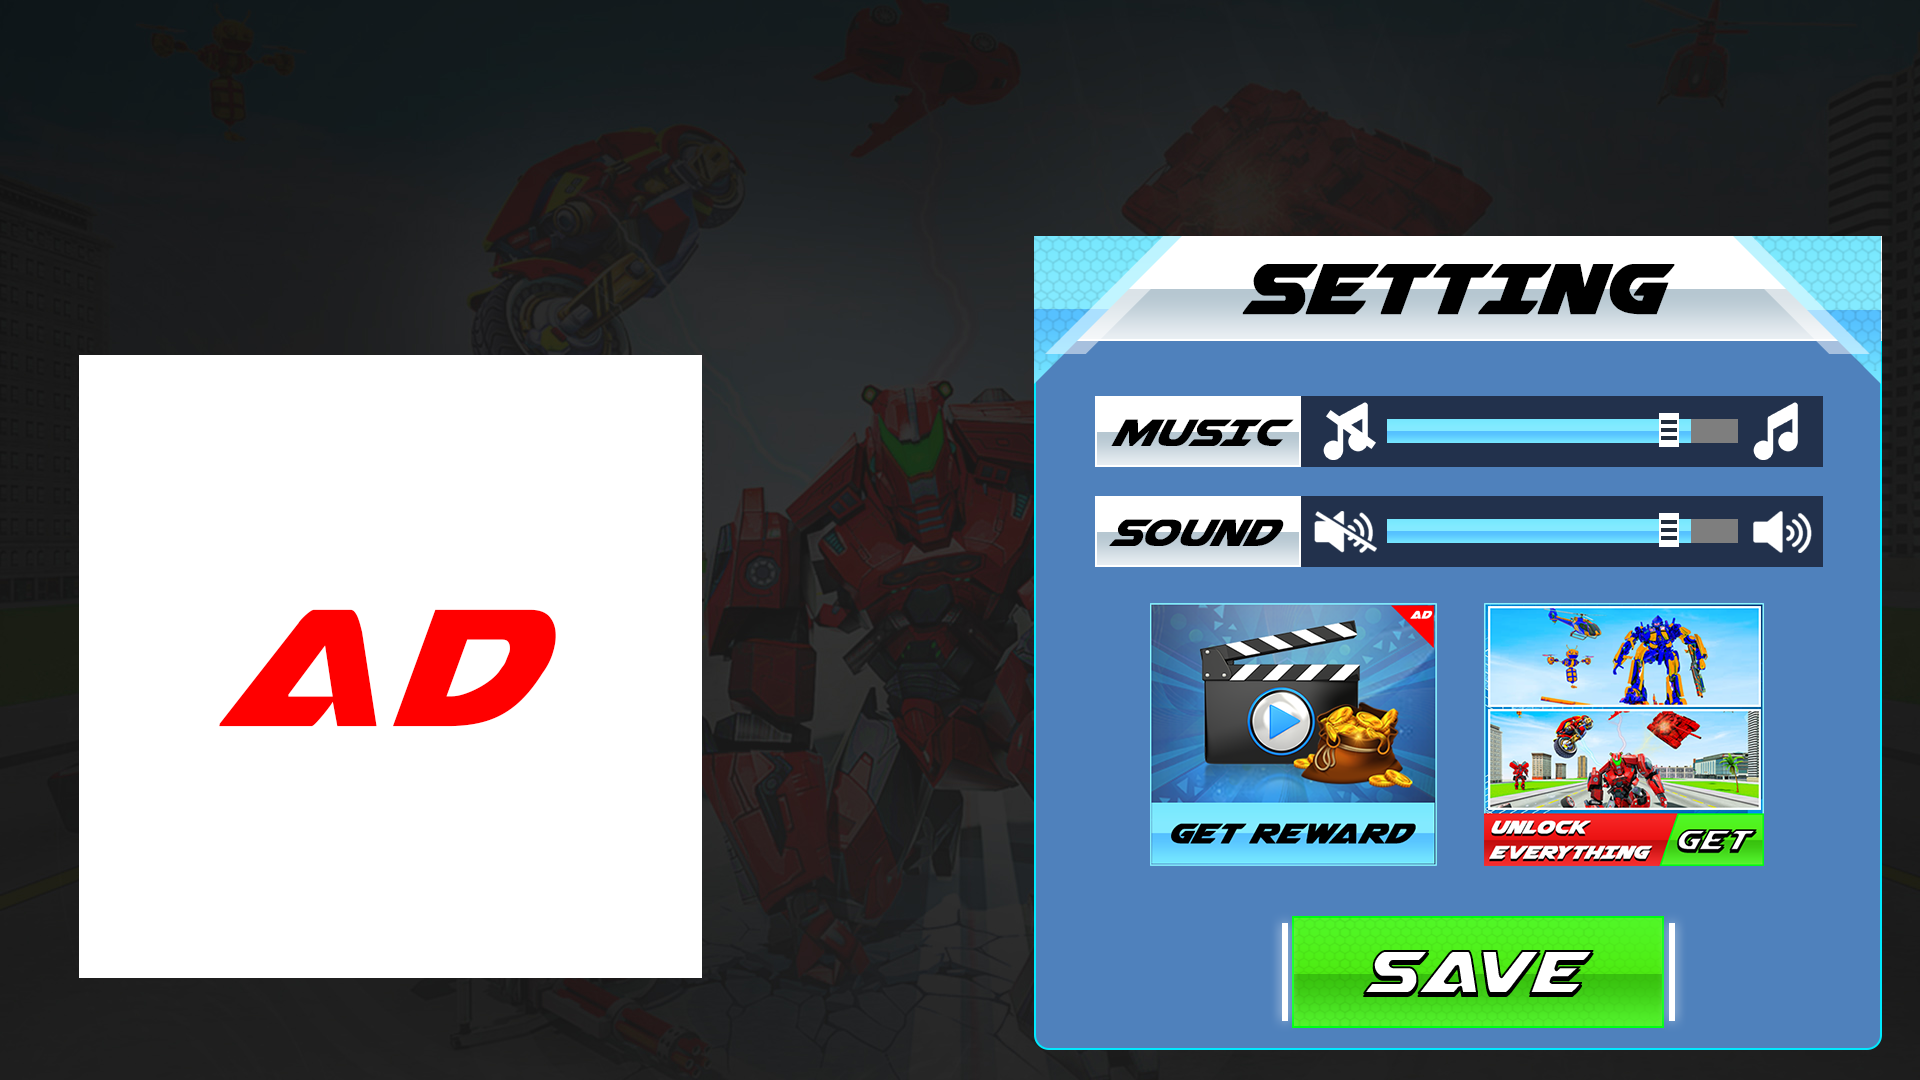 AD
SETTING
MUSIC
SOUND
AD
GET REWARD
UNLOCK
EVERYTHING
GET
SAVE